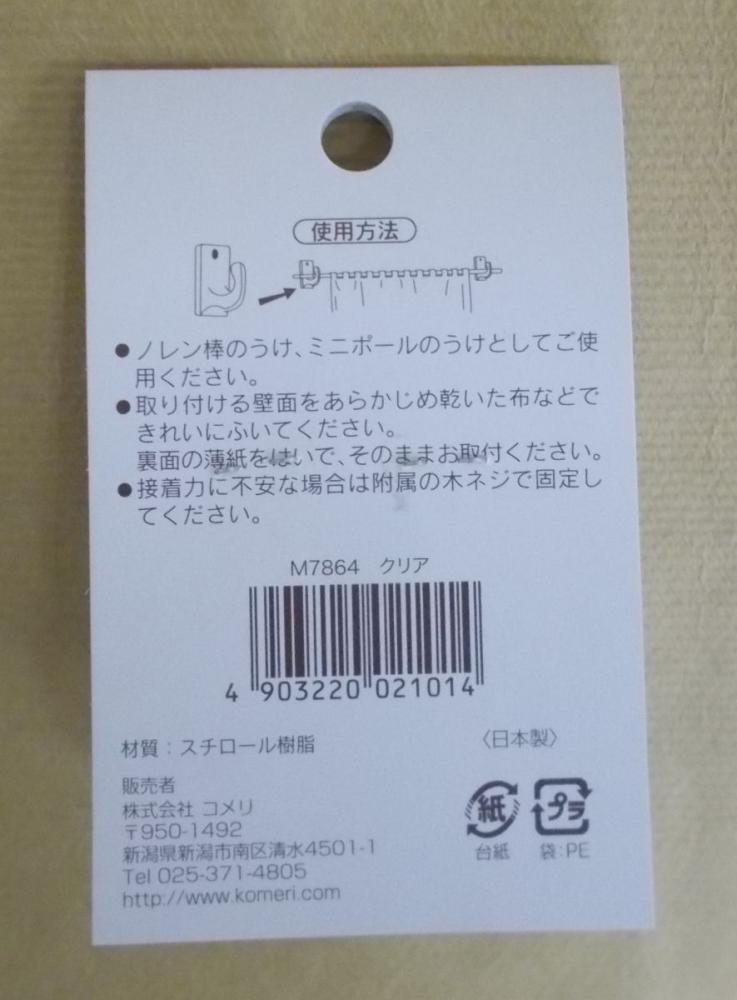 使用方法
●ノレン棒のうけ、ミニポールのうけとしてご使
用ください。
●取り付ける壁面をあらかじめ乾いた布などで
きれいにふいてください。
裏面の薄紙をはいで、そのままお取付ください。
●接着力に不安な場合は附属の木ネジで固定し
てください。
M7864 クリア
4 903220 021014
材質：スチロール樹脂
〈日本製〉
販売者
株式会社 コメリ
〒950-1492
新潟県新潟市南区清水4501-1
Tel 025-371-4805
http://www.komeri.com
紙 プラ
台紙 袋：PE